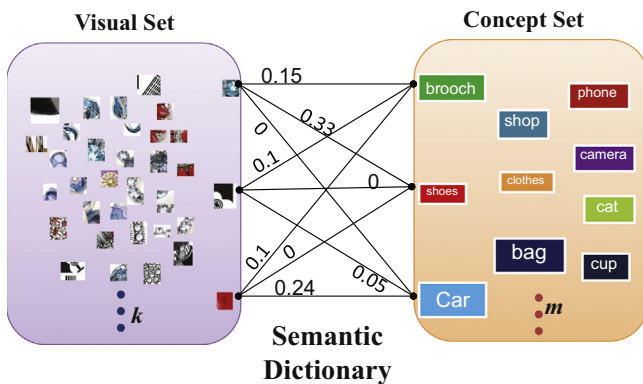 Visual Set
Concept Set
0.15
0
0.33
0.1
0
0.1
0
0.05
0.24
brooch
phone
shop
camera
shoes
clothes
cat
bag
cup
Car
k
m
Semantic
Dictionary